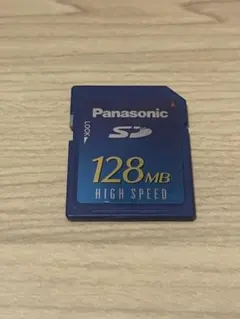 Panasonic
LOCK
SD
128MB
HIGH SPEED